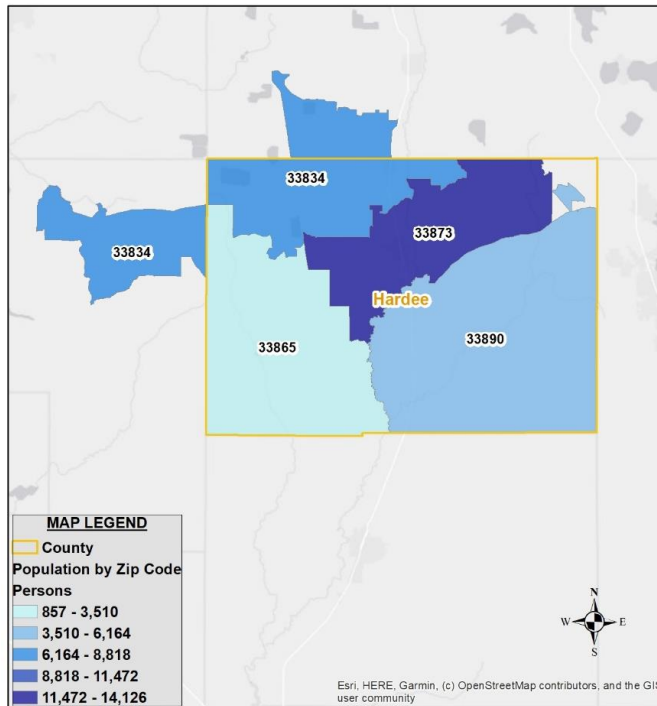 33834
33834
33873
Hardee
33865
33890
MAP LEGEND
County
Population by Zip Code
Persons
857 - 3,510
3,510 - 6,164
6,164 - 8,818
8,818 - 11,472
11,472 - 14,126
N
W E
S
Esri, HERE, Garmin, (c) OpenStreetMap contributors, and the GIS
user community